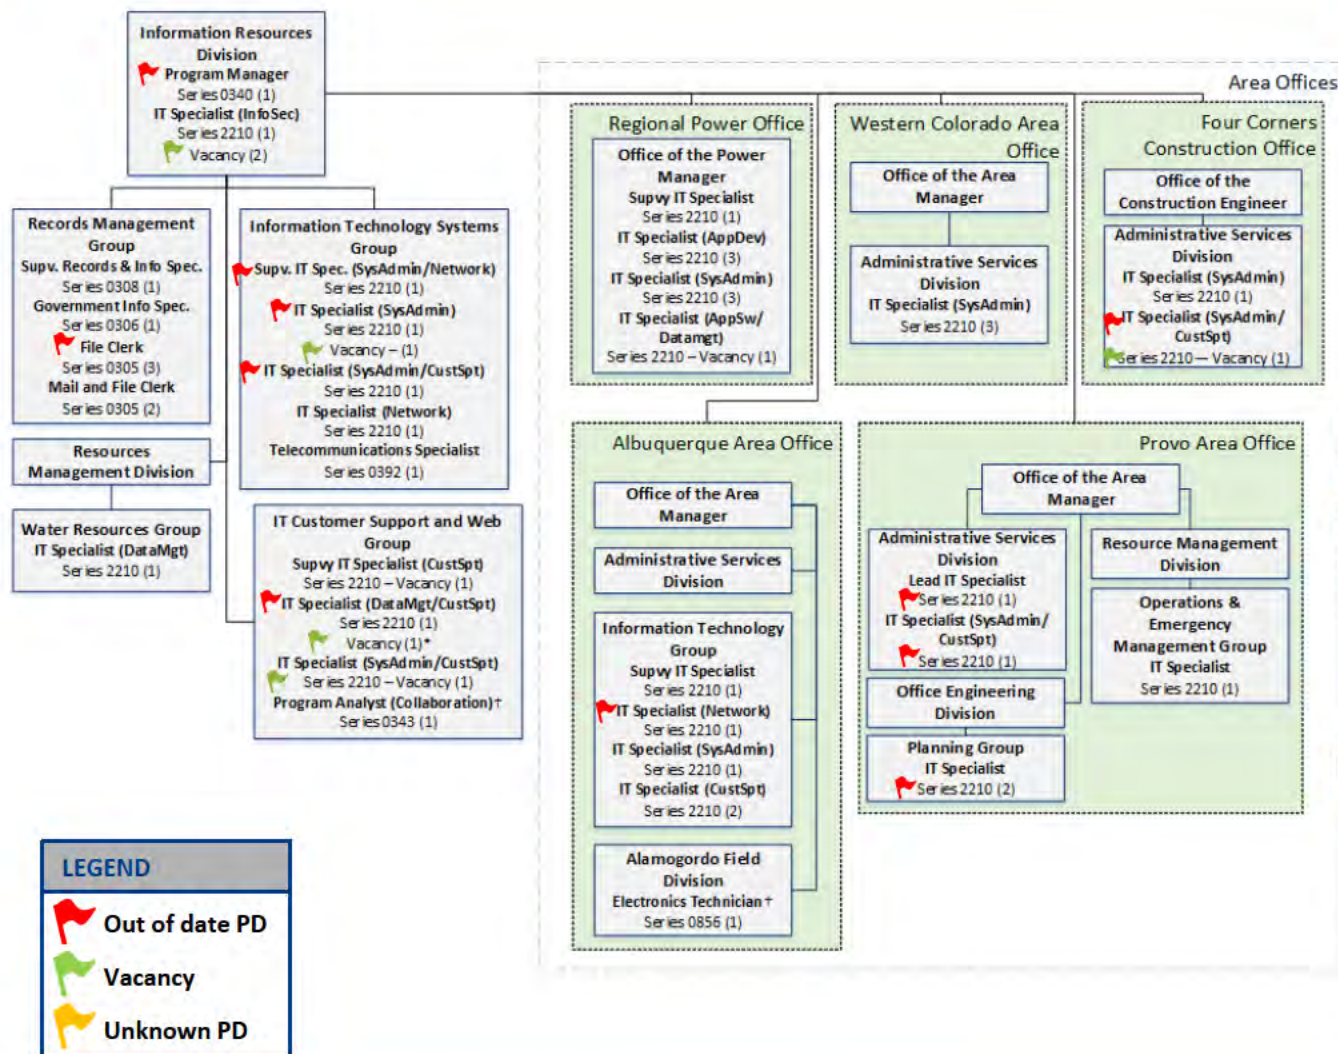 Information Resources
Division
Program Manager
Series 0340 (1)
IT Specialist (InfoSec)
Series 2210 (1)
Vacancy (2)
Records Management
Group
Supv. Records & Info Spec.
Series 0308 (1)
Government Info Spec.
Series 0306 (1)
File Clerk
Series 0305 (3)
Mail and File Clerk
Series 0305 (2)
Information Technology Systems
Group
Supv. IT Spec. (SysAdmin/Network)
Series 2210 (1)
IT Specialist (SysAdmin)
Series 2210 (1)
Vacancy – (1)
IT Specialist (SysAdmin/CustSpt)
Series 2210 (1)
IT Specialist (Network)
Series 2210 (1)
Telecommunications Specialist
Series 0392 (1)
Resources
Management Division
Water Resources Group
IT Specialist (DataMgt)
Series 2210 (1)
IT Customer Support and Web
Group
Supvy IT Specialist (CustSpt)
Series 2210 – Vacancy (1)
IT Specialist (DataMgt/CustSpt)
Series 2210 (1)
Vacancy (1)*
IT Specialist (SysAdmin/CustSpt)
Series 2210 – Vacancy (1)
Program Analyst (Collaboration)†
Series 0343 (1)
Area Offices
Regional Power Office
Office of the Power
Manager
Supvy IT Specialist
Series 2210 (1)
IT Specialist (AppDev)
Series 2210 (3)
IT Specialist (SysAdmin)
Series 2210 (3)
IT Specialist (AppSw/
Datamgt)
Series 2210 – Vacancy (1)
Western Colorado Area
Office
Office of the Area
Manager
Administrative Services
Division
IT Specialist (SysAdmin)
Series 2210 (3)
Four Corners
Construction Office
Office of the
Construction Engineer
Administrative Services
Division
IT Specialist (SysAdmin)
Series 2210 (1)
IT Specialist (SysAdmin/
CustSpt)
Series 2210 — Vacancy (1)
Albuquerque Area Office
Office of the Area
Manager
Administrative Services
Division
Information Technology
Group
Supvy IT Specialist
Series 2210 (1)
IT Specialist (Network)
Series 2210 (1)
IT Specialist (SysAdmin)
Series 2210 (1)
IT Specialist (CustSpt)
Series 2210 (2)
Alamogordo Field
Division
Electronics Technician†
Series 0856 (1)
Provo Area Office
Office of the Area
Manager
Administrative Services
Division
Lead IT Specialist
Series 2210 (1)
IT Specialist (SysAdmin/
CustSpt)
Series 2210 (1)
Office Engineering
Division
Planning Group
IT Specialist
Series 2210 (2)
Resource Management
Division
Operations &
Emergency
Management Group
IT Specialist
Series 2210 (1)
LEGEND
Out of date PD
Vacancy
Unknown PD